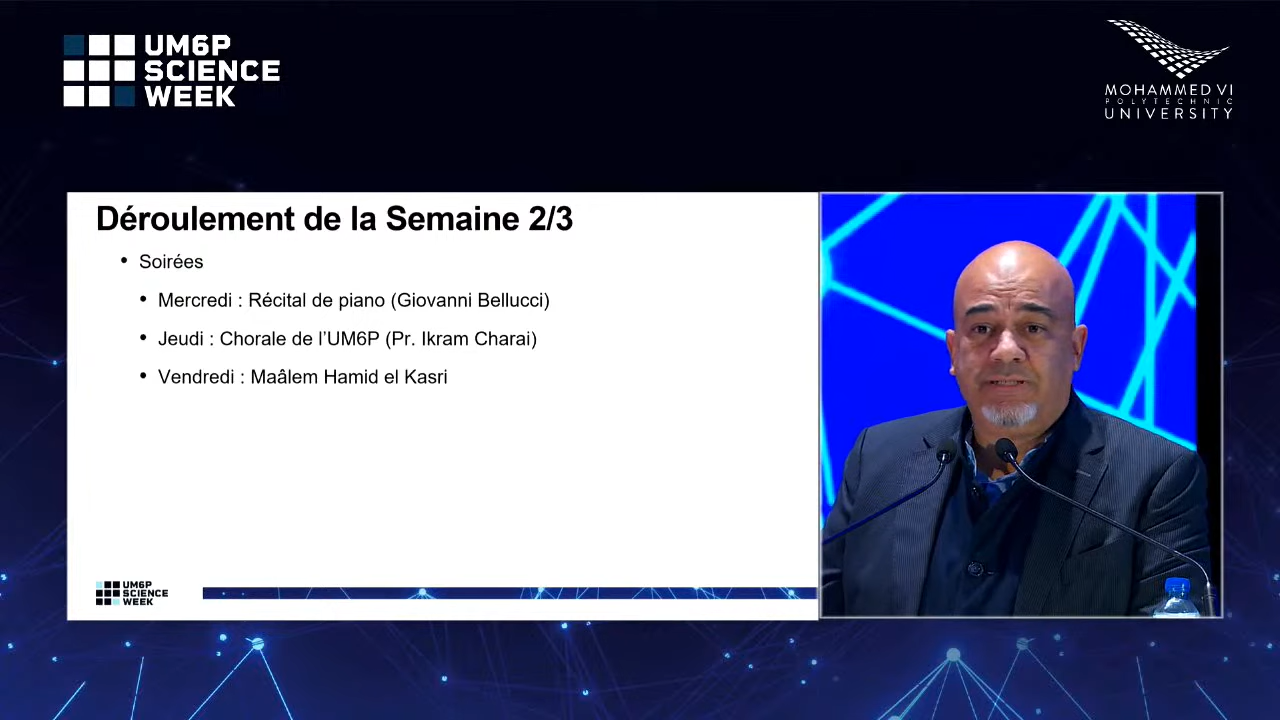 UM6P
SCIENCE
WEEK
MOHAMMED VI
POLYTECHNIC
UNIVERSITY
Déroulement de la Semaine 2/3
• Soirées
• Mercredi : Récital de piano (Giovanni Bellucci)
• Jeudi : Chorale de l’UM6P (Pr. Ikram Charai)
• Vendredi : Maâlem Hamid el Kasri
UM6P
SCIENCE
WEEK